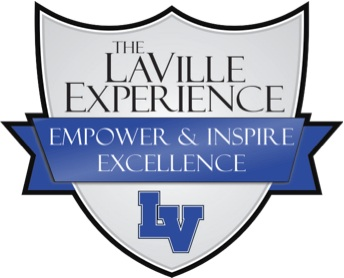 THE
LAVILLE
EXPERIENCE
EMPOWER & INSPIRE
EXCELLENCE
LV